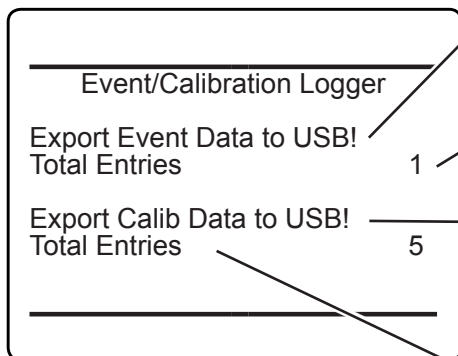 Event/Calibration Logger
Export Event Data to USB!
Total Entries 1
Export Calib Data to USB!
Total Entries 5